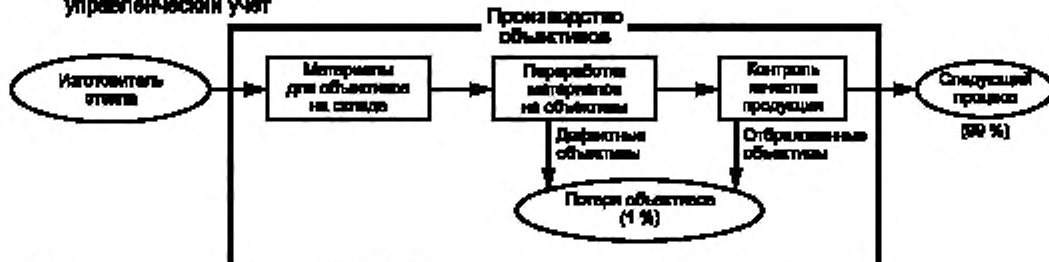 управленческий учет
Производство
объективов
Изготовитель
стекла
Материалы
для объективов
на складе
Переработка
материалов
на объективы
Контроль
качества
продукции
Следующий
процесс
(99 %)
Дефектные
объективы
Отбракованные
объективы
Потери объективов
(1 %)